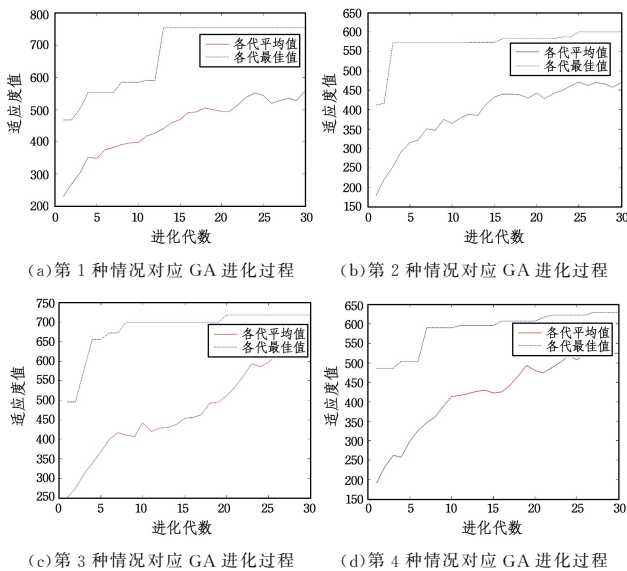 800
700
600
500
400
300
200
0 5 10 15 20 25 30
适应度值
进化代数
各代平均值
各代最佳值
(a)第 1 种情况对应 GA 进化过程
650
600
550
500
450
400
350
300
250
200
150
0 5 10 15 20 25 30
适应度值
进化代数
各代平均值
各代最佳值
(b)第 2 种情况对应 GA 进化过程
750
700
650
600
550
500
450
400
350
300
250
0 5 10 15 20 25 30
适应度值
进化代数
各代平均值
各代最佳值
(c)第 3 种情况对应 GA 进化过程
650
600
550
500
450
400
350
300
250
200
150
0 5 10 15 20 25 30
适应度值
进化代数
各代平均值
各代最佳值
(d)第 4 种情况对应 GA 进化过程